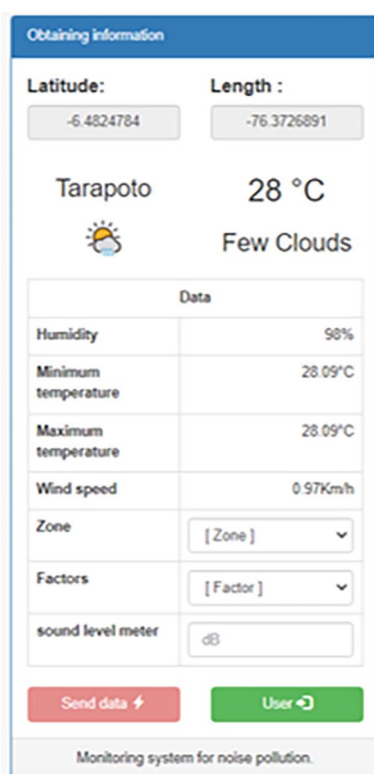 Obtaining information
Latitude: Length :
-6.4824784 -76.3726891
Tarapoto 28 °C
Few Clouds
Data
Humidity 98%
Minimum 28.09°C
temperature
Maximum 28.09°C
temperature
Wind speed 0.97Km/h
Zone [ Zone ]
Factors [ Factor ]
sound level meter dB
Send data User
Monitoring system for noise pollution.